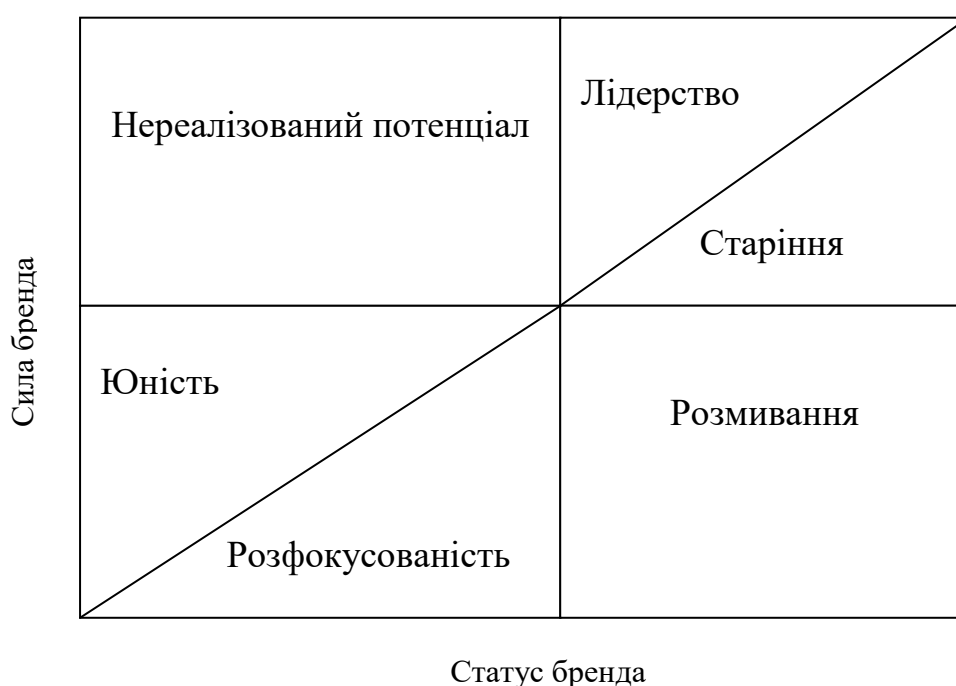 Лідерство
Нереалізований потенціал
Старіння
Сила бренда
Юність
Розмивання
Розфокусованість
Статус бренда